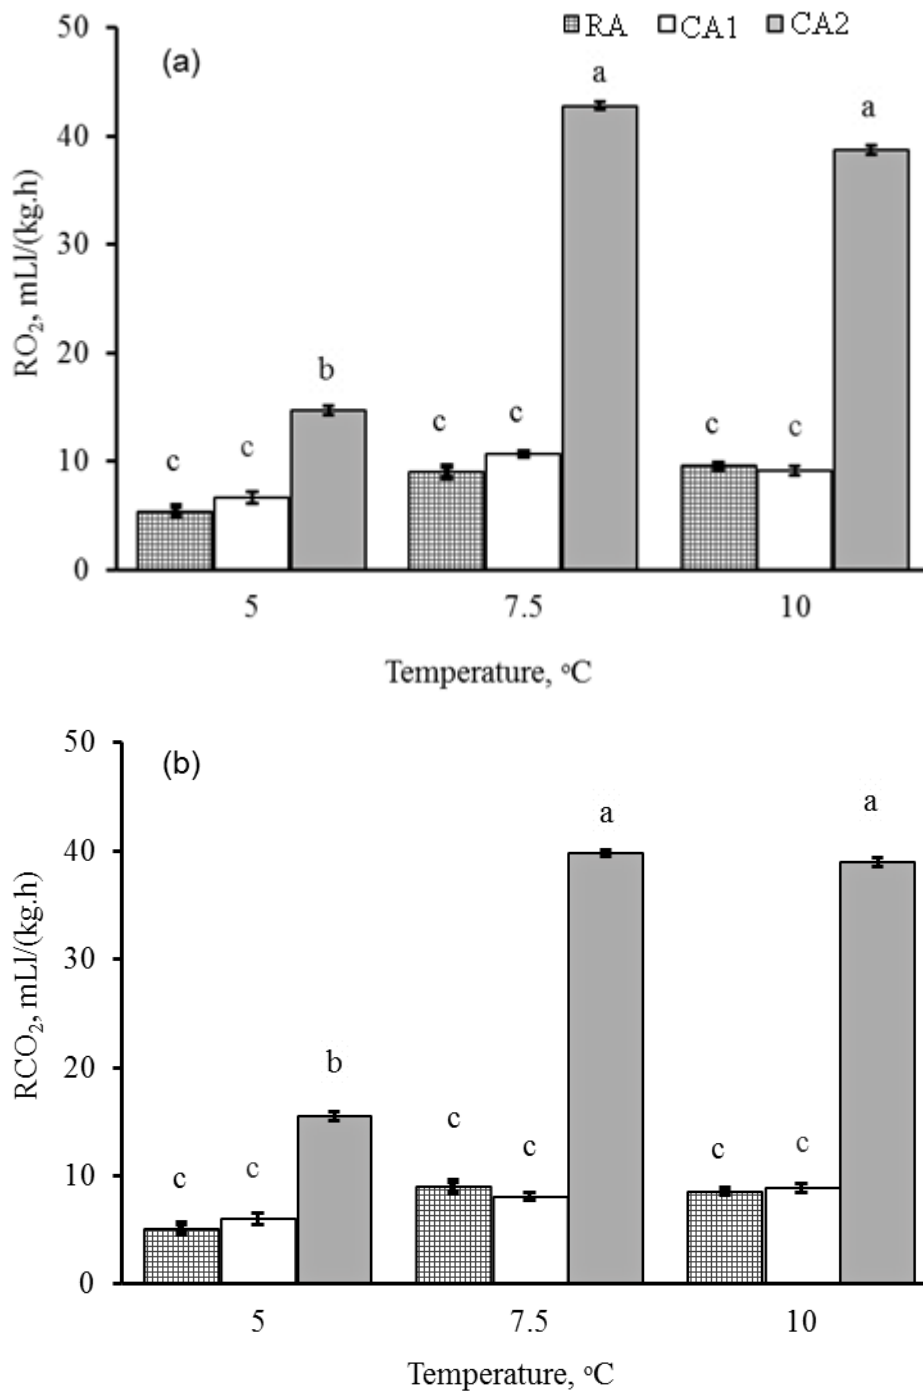 50
RA CA1 CA2
(a)
a
a
40
RO₂, mLl/(kg.h)
30
20
b
c
c
c
c
c
c
10
0
5 7.5 10
Temperature, °C
50
(b)
a
a
40
RCO₂, mLl/(kg.h)
30
20
b
c
c
c
c
c
c
10
0
5 7.5 10
Temperature, °C